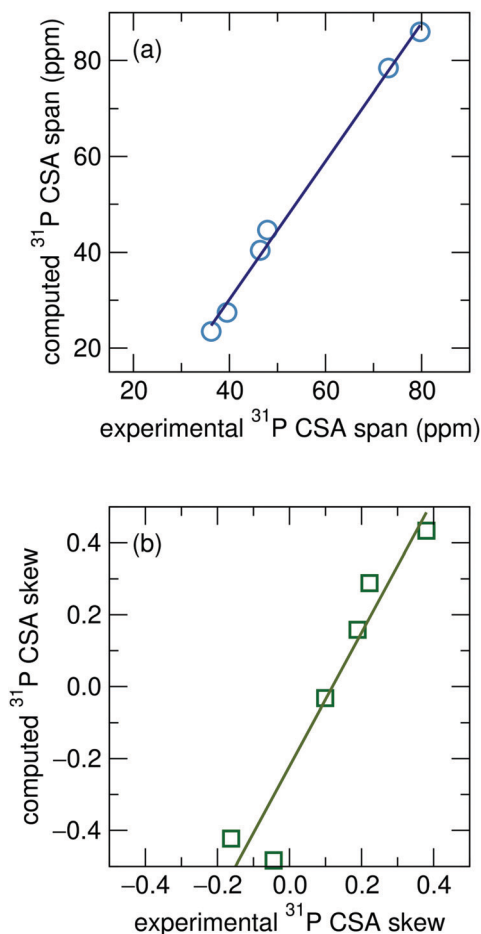 (a)
computed ³¹P CSA span (ppm)
80
60
40
20
20 40 60 80
experimental ³¹P CSA span (ppm)
(b)
computed ³¹P CSA skew
0.4
0.2
0.0
−0.2
−0.4
−0.4 −0.2 0.0 0.2 0.4
experimental ³¹P CSA skew